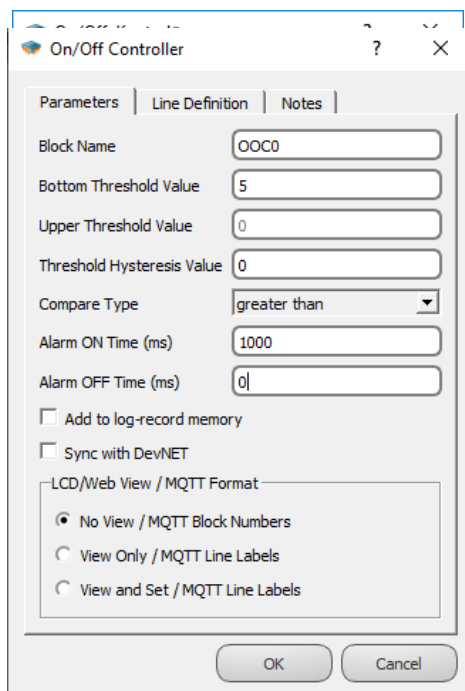 On/Off Controller ? X
Parameters Line Definition Notes
Block Name OOC0
Bottom Threshold Value 5
Upper Threshold Value 0
Threshold Hysteresis Value 0
Compare Type greater than
Alarm ON Time (ms) 1000
Alarm OFF Time (ms) 0
Add to log-record memory
Sync with DevNET
LCD/Web View / MQTT Format
No View / MQTT Block Numbers
View Only / MQTT Line Labels
View and Set / MQTT Line Labels
OK Cancel